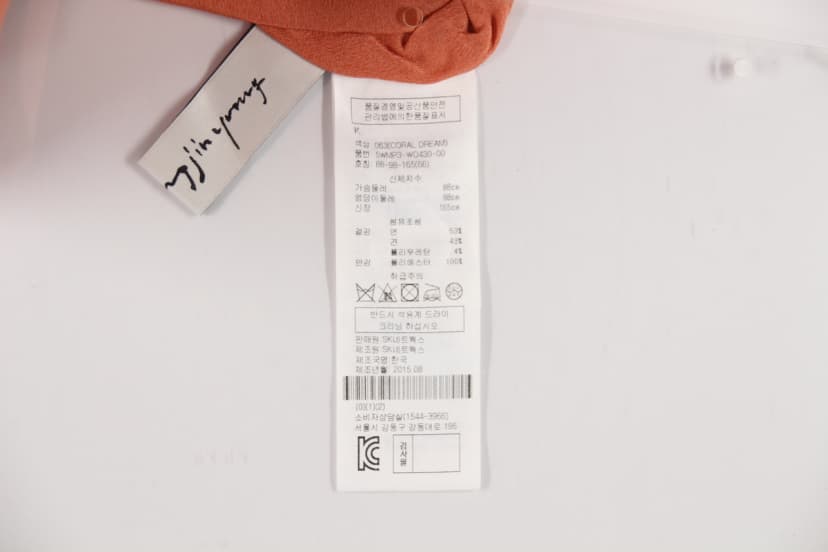 품질경영및공산품안전
관리법에의한품질표시
색상 063(CORAL DREAM)
품번 SWMP3-WO430-00
호칭 88-98-165(66)
신체치수
가슴둘레 88cm
엉덩이둘레 98cm
신장 165cm
섬유조성
겉감 면 53%
견 43%
폴리우레탄 4%
안감 폴리에스터 100%
취급주의
반드시 석유계 드라이
크리닝 하십시오
판매원:SK네트웍스
제조원:SK네트웍스
제조국명:한국
제조년월: 2015.08
(03)(1)(2)
소비자상담실(1544-3966)
서울시 강동구 강동대로 195
KC
검사필